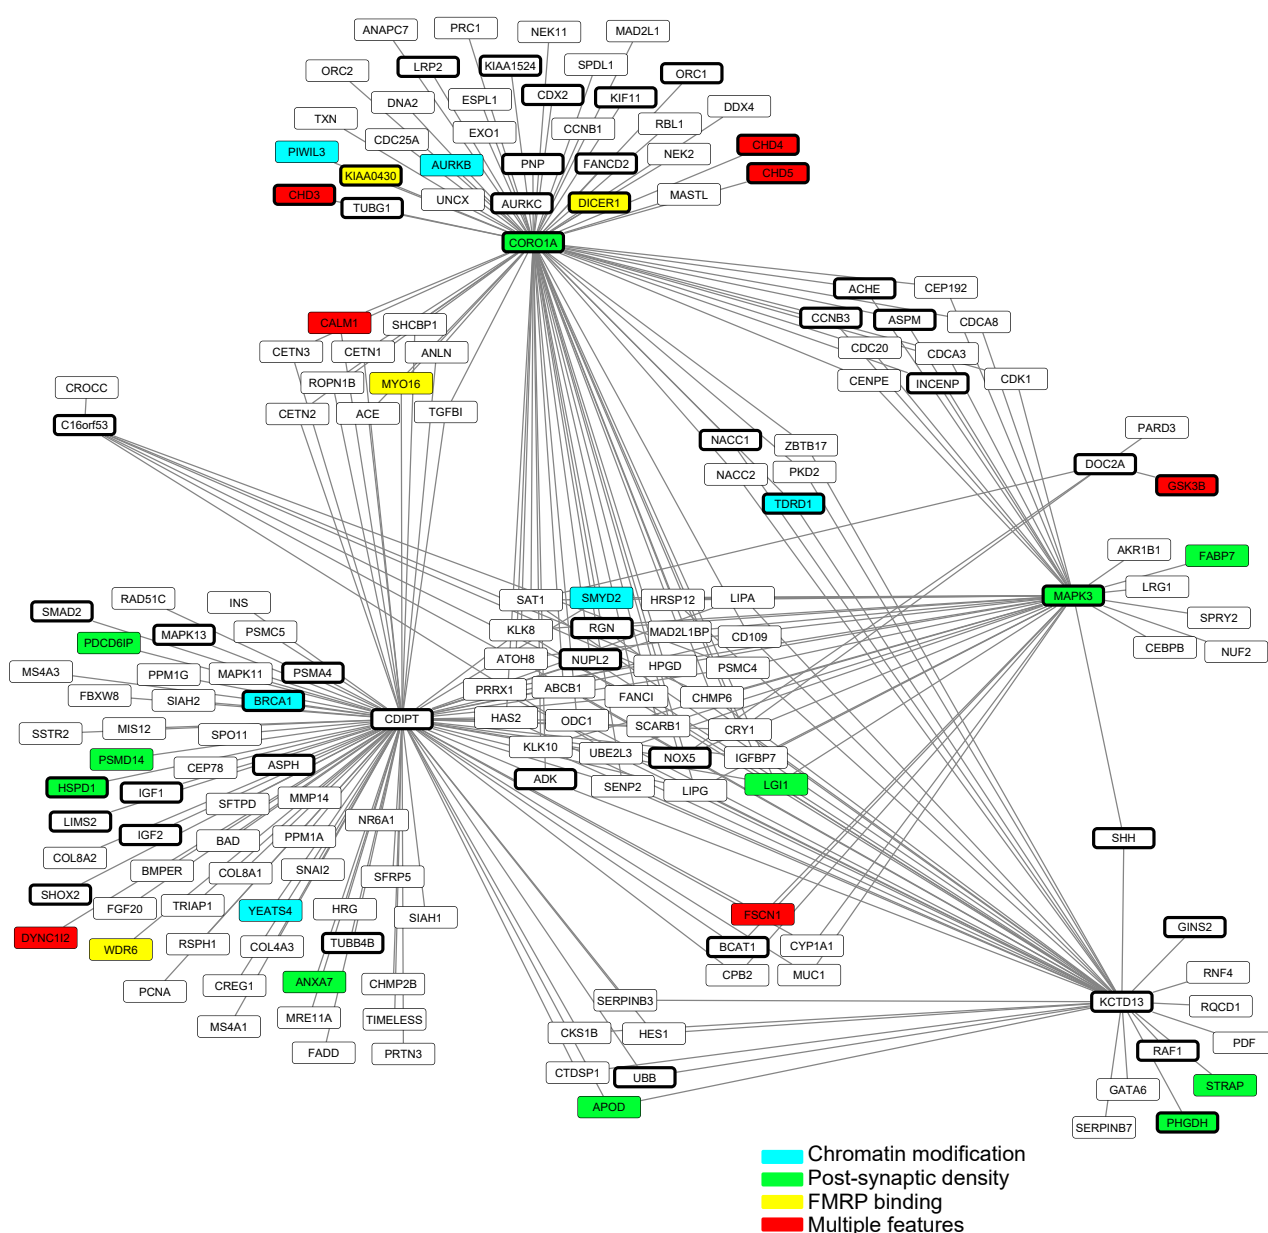 ANAPC7
PRC1
NEK11
MAD2L1
ORC2
LRP2
KIAA1524
SPDL1
ORC1
DNA2
ESPL1
CDX2
KIF11
DDX4
TXN
CDC25A
EXO1
CCNB1
RBL1
PIWIL3
AURKB
PNP
FANCD2
NEK2
CHD4
KIAA0430
CHD5
CHD3
TUBG1
UNCX
AURKC
DICER1
MASTL
CORO1A
ACHE
CEP192
CALM1
SHCBP1
CCNB3
ASPM
CDCA8
CETN3
CETN1
ANLN
CDC20
CDCA3
ROPN1B
MYO16
CENPE
INCENP
CDK1
CROCC
CETN2
ACE
TGFBI
C16orf53
NACC1
ZBTB17
PARD3
NACC2
PKD2
DOC2A
TDRD1
GSK3B
AKR1B1
FABP7
SMAD2
RAD51C
INS
SAT1
SMYD2
HRSP12
LIPA
MAPK3
LRG1
PDCD6IP
MAPK13
PSMC5
KLK8
RGN
MAD2L1BP
CD109
SPRY2
MS4A3
PPM1G
MAPK11
PSMA4
ATOH8
NUPL2
HPGD
PSMC4
CEBPB
NUF2
FBXW8
SIAH2
BRCA1
PRRX1
ABCB1
FANCI
CHMP6
SSTR2
MIS12
SPO11
CDIPT
HAS2
ODC1
SCARB1
CRY1
PSMD14
CEP78
ASPH
KLK10
UBE2L3
NOX5
IGFBP7
HSPD1
IGF1
ADK
SENP2
LIPG
LGI1
LIMS2
IGF2
SFTPD
MMP14
NR6A1
COL8A2
BAD
PPM1A
SHH
BMPER
COL8A1
SNAI2
SFRP5
SHOX2
FGF20
TRIAP1
YEATS4
HRG
SIAH1
FSCN1
GINS2
DYNC1I2
WDR6
RSPH1
COL4A3
TUBB4B
BCAT1
CYP1A1
PCNA
CREG1
ANXA7
CHMP2B
CPB2
MUC1
RNF4
MS4A1
MRE11A
TIMELESS
SERPINB3
KCTD13
RQCD1
FADD
PRTN3
CKS1B
HES1
RAF1
PDF
CTDSP1
UBB
GATA6
STRAP
APOD
SERPINB7
PHGDH
Chromatin modification
Post-synaptic density
FMRP binding
Multiple features